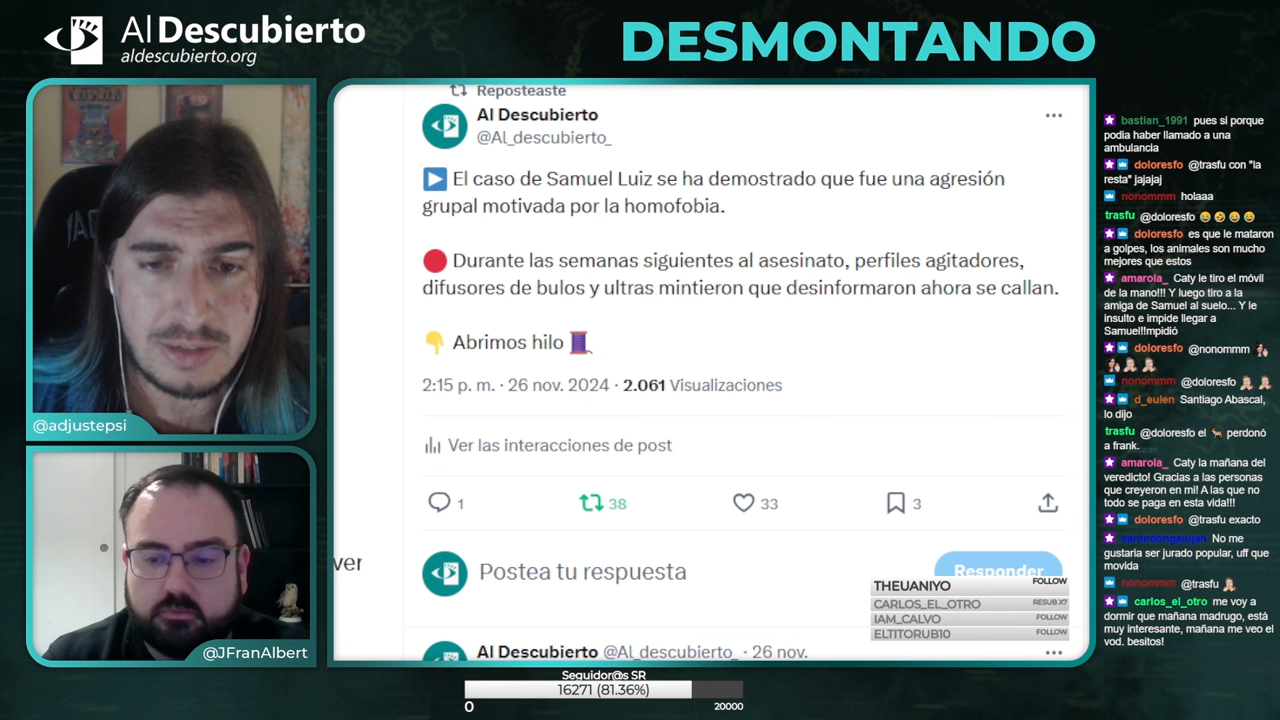 Al Descubierto
aldescubierto.org
DESMONTANDO
@adjustepsi
@JFranAlbert
Reposteaste
Al Descubierto
@Al_descubierto_
El caso de Samuel Luiz se ha demostrado que fue una agresión
grupal motivada por la homofobia.
Durante las semanas siguientes al asesinato, perfiles agitadores,
difusores de bulos y ultras mintieron que desinformaron ahora se callan.
Abrimos hilo
2:15 p. m. · 26 nov. 2024 · 2.061 Visualizaciones
Ver las interacciones de post
1 38 33 3
ver
Postea tu respuesta
Responder
THEUANIYO FOLLOW
CARLOS_EL_OTRO RESUB X7
IAM_CALVO FOLLOW
ELTITORUB10 FOLLOW
Al Descubierto @Al_descubierto_ · 26 nov.
Seguidor@s SR
16271 (81.36%)
0 20000
bastian_1991 pues si porque
podia haber llamado a una
ambulancia
doloresfo @trasfu con "la
resta" jajajaj
nonommm holaaa
trasfu @doloresfo
doloresfo es que le mataron
a golpes, los animales son mucho
mejores que estos
amarola_ Caty le tiro el móvil
de la mano!!! Y luego tiro a la
amiga de Samuel al suelo... Y le
insulto e impide llegar a
Samuel!!mpidió
doloresfo @nonommm
nonommm @doloresfo
d_eulen Santiago Abascal,
lo dijo
trasfu @doloresfo el perdonó
a frank.
amarola_ Caty la mañana del
veredicto! Gracias a las personas
que creyeron en mi! A las que no
todo se paga en esta vida!!!
doloresfo @trasfu exacto
sarandongalujan No me
gustaria ser jurado popular, uff que
movida
nonommm @trasfu
carlos_el_otro me voy a
dormir que mañana madrugo, está
muy interesante, mañana me veo el
vod. besitos!